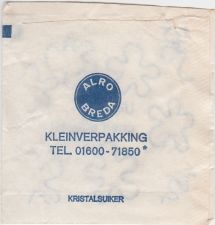 ALRO
BREDA
KLEINVERPAKKING
TEL. 01600-71850*
KRISTALSUIKER